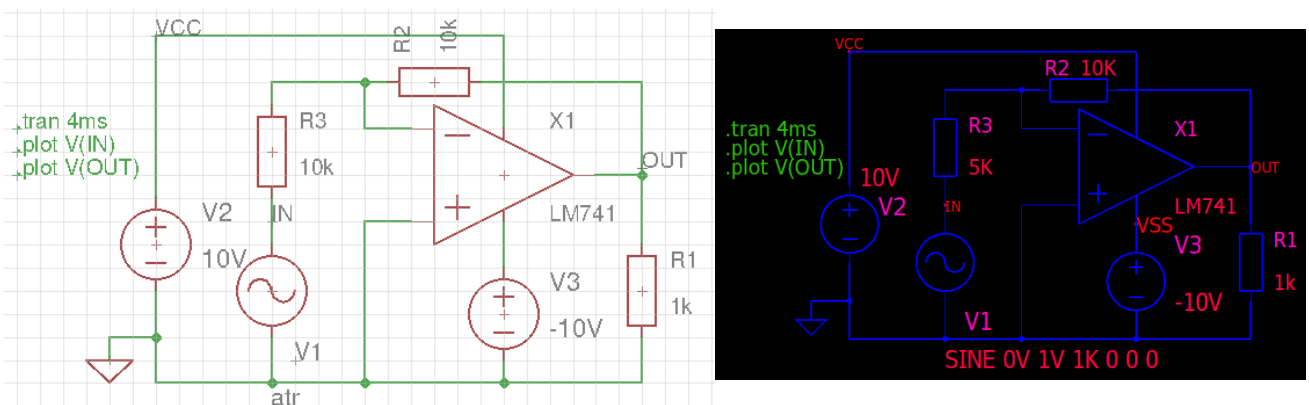 VCC
R2
10k
.tran 4ms
.plot V(IN)
.plot V(OUT)
R3
10k
X1
OUT
V2
10V
IN
LM741
V3
-10V
R1
1k
V1
atr
VCC
R2 10K
.tran 4ms
.plot V(IN)
.plot V(OUT)
R3
5K
X1
OUT
10V
V2
IN
LM741
VSS
V3
-10V
R1
1k
V1
SINE 0V 1V 1K 0 0 0